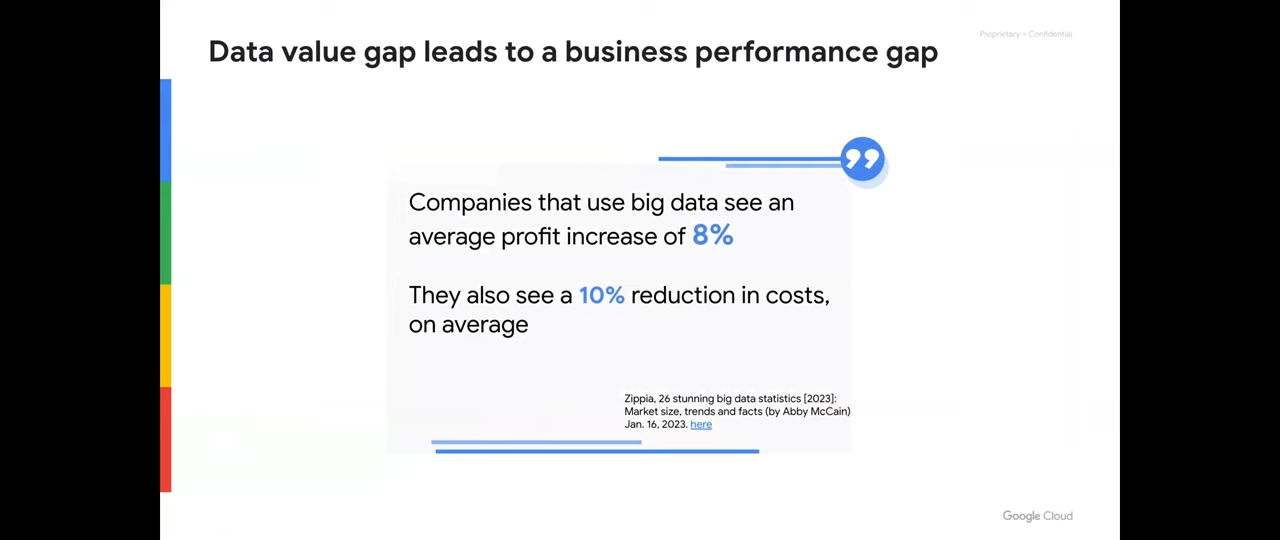 Data value gap leads to a business performance gap
Proprietary + Confidential
Companies that use big data see an
average profit increase of 8%
They also see a 10% reduction in costs,
on average
Zippia, 26 stunning big data statistics [2023]:
Market size, trends and facts (by Abby McCain)
Jan. 16, 2023. here
Google Cloud